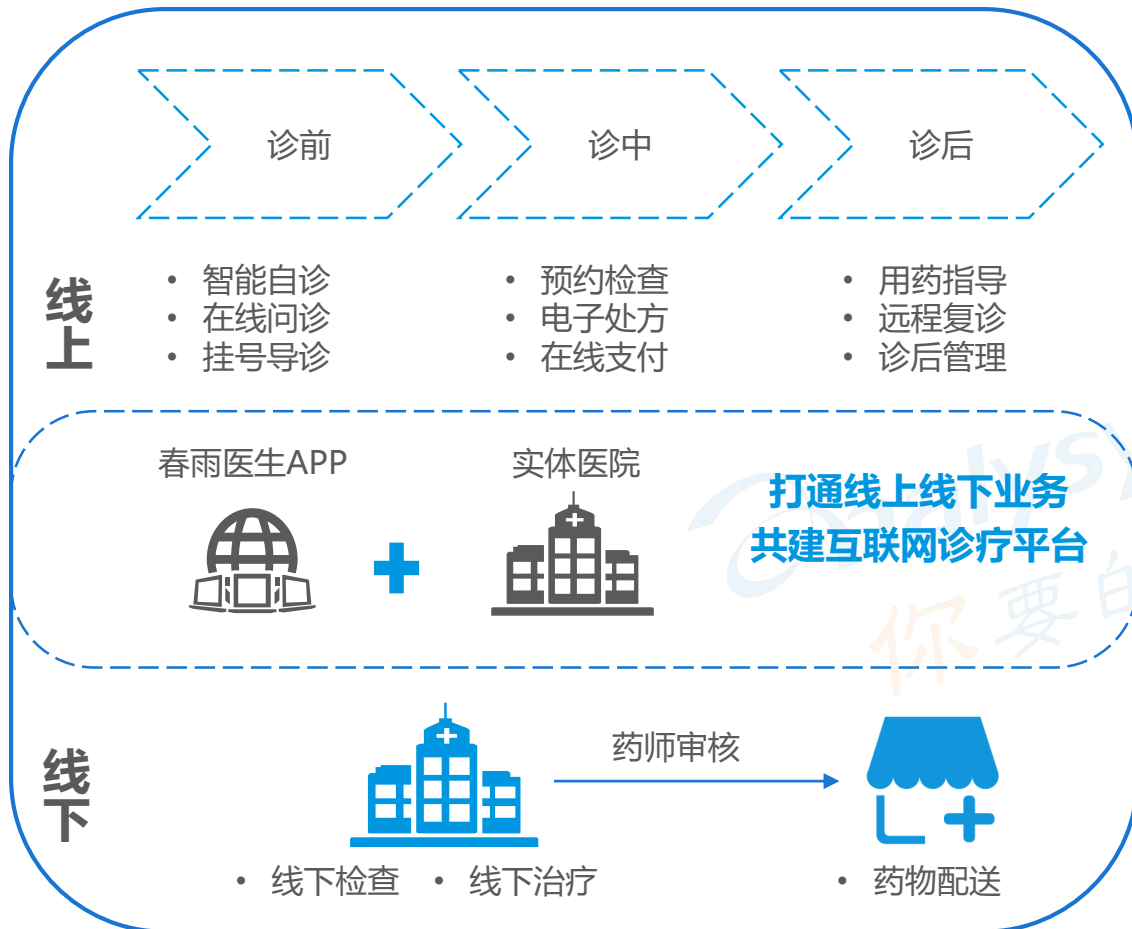 诊前
诊中
诊后
线上
• 智能自诊
• 在线问诊
• 挂号导诊
• 预约检查
• 电子处方
• 在线支付
• 用药指导
• 远程复诊
• 诊后管理
春雨医生APP
实体医院
打通线上线下业务
共建互联网诊疗平台
nalysy
你要的
线下
药师审核
• 线下检查 • 线下治疗
• 药物配送